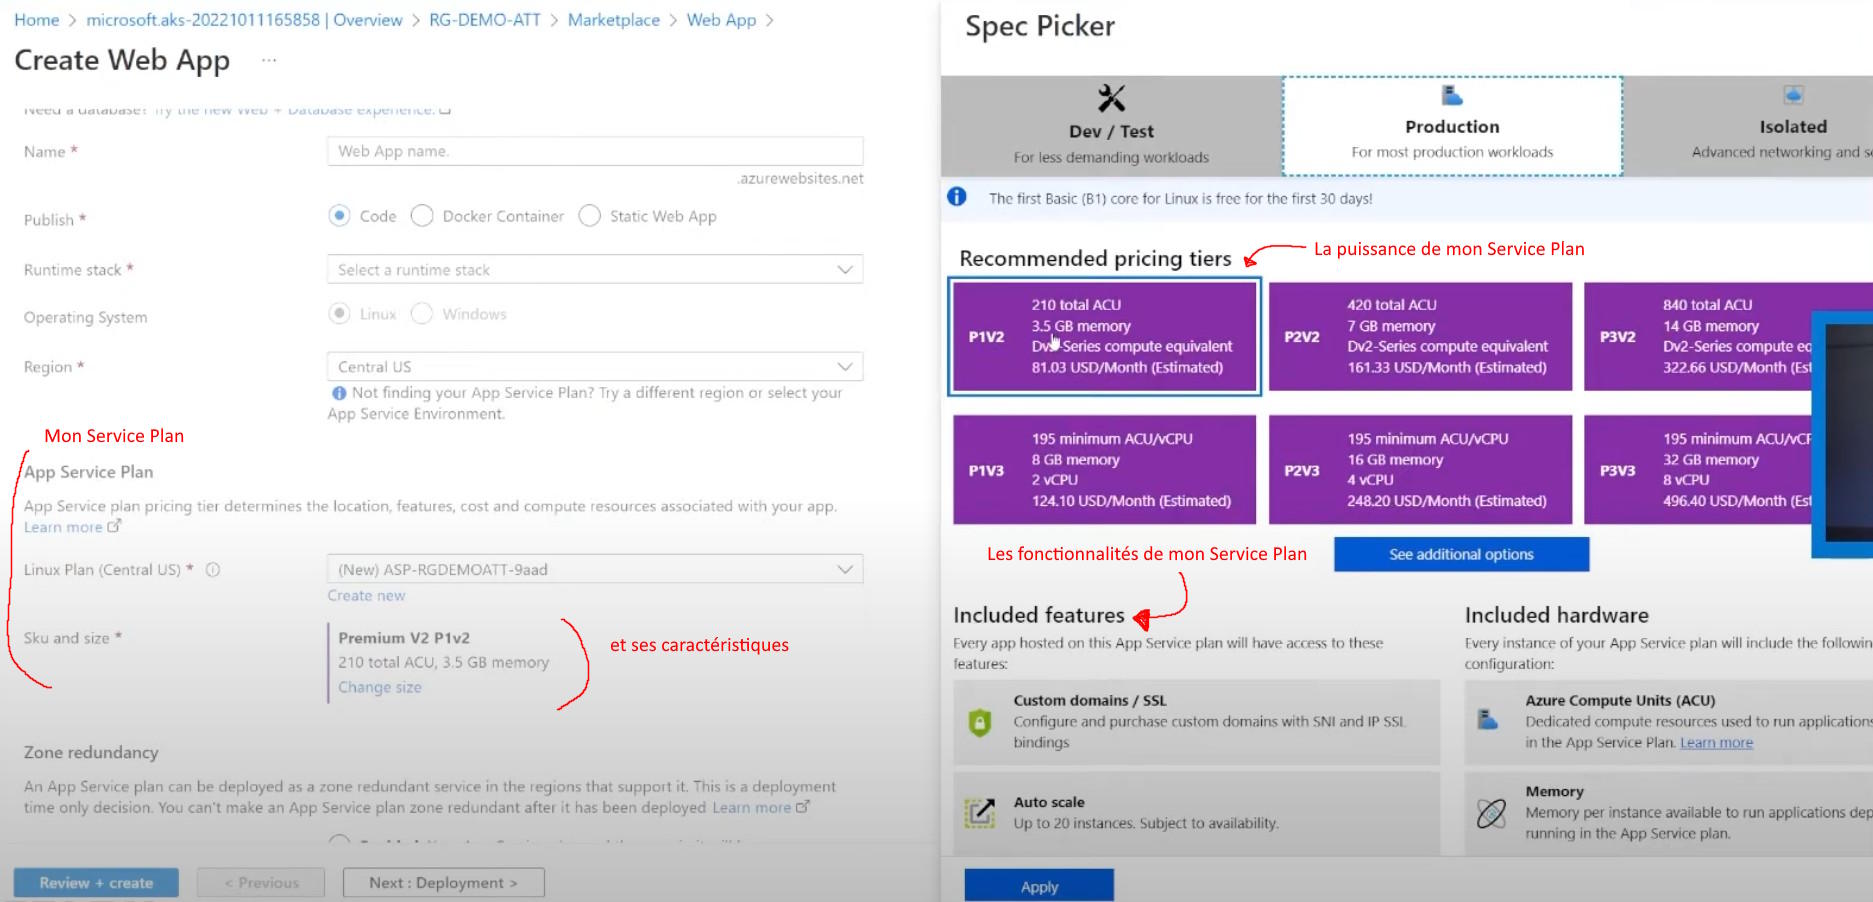 Home > microsoft.aks-20221011165858 | Overview > RG-DEMO-ATT > Marketplace > Web App >
Create Web App ...
Need a database? Try the new Web + Database experience.
Name *
Web App name.
.azurewebsites.net
Publish *
Code
Docker Container
Static Web App
Runtime stack *
Select a runtime stack
Operating System
Linux
Windows
Region *
Central US
Not finding your App Service Plan? Try a different region or select your
App Service Environment.
Mon Service Plan
App Service Plan
App Service plan pricing tier determines the location, features, cost and compute resources associated with your app.
Learn more
Linux Plan (Central US) *
(New) ASP-RGDEMOATT-9aad
Create new
Sku and size *
Premium V2 P1v2
210 total ACU, 3.5 GB memory
Change size
et ses caractéristiques
Zone redundancy
An App Service plan can be deployed as a zone redundant service in the regions that support it. This is a deployment
time only decision. You can't make an App Service plan zone redundant after it has been deployed Learn more
Review + create
< Previous
Next : Deployment >
Spec Picker
Dev / Test
For less demanding workloads
Production
For most production workloads
Isolated
Advanced networking and
The first Basic (B1) core for Linux is free for the first 30 days!
Recommended pricing tiers
La puissance de mon Service Plan
P1V2
210 total ACU
3.5 GB memory
Dv2-Series compute equivalent
81.03 USD/Month (Estimated)
P2V2
420 total ACU
7 GB memory
Dv2-Series compute equivalent
161.33 USD/Month (Estimated)
P3V2
840 total ACU
14 GB memory
Dv2-Series compute eq
322.66 USD/Month (Est
P1V3
195 minimum ACU/vCPU
8 GB memory
2 vCPU
124.10 USD/Month (Estimated)
P2V3
195 minimum ACU/vCPU
16 GB memory
4 vCPU
248.20 USD/Month (Estimated)
P3V3
195 minimum ACU/vCP
32 GB memory
8 vCPU
496.40 USD/Month (Est
See additional options
Les fonctionnalités de mon Service Plan
Included features
Every app hosted on this App Service plan will have access to these
features:
Custom domains / SSL
Configure and purchase custom domains with SNI and IP SSL
bindings
Auto scale
Up to 20 instances. Subject to availability.
Included hardware
Every instance of your App Service plan will include the followin
configuration:
Azure Compute Units (ACU)
Dedicated compute resources used to run applications
in the App Service Plan. Learn more
Memory
Memory per instance available to run applications dep
running in the App Service plan.
Apply